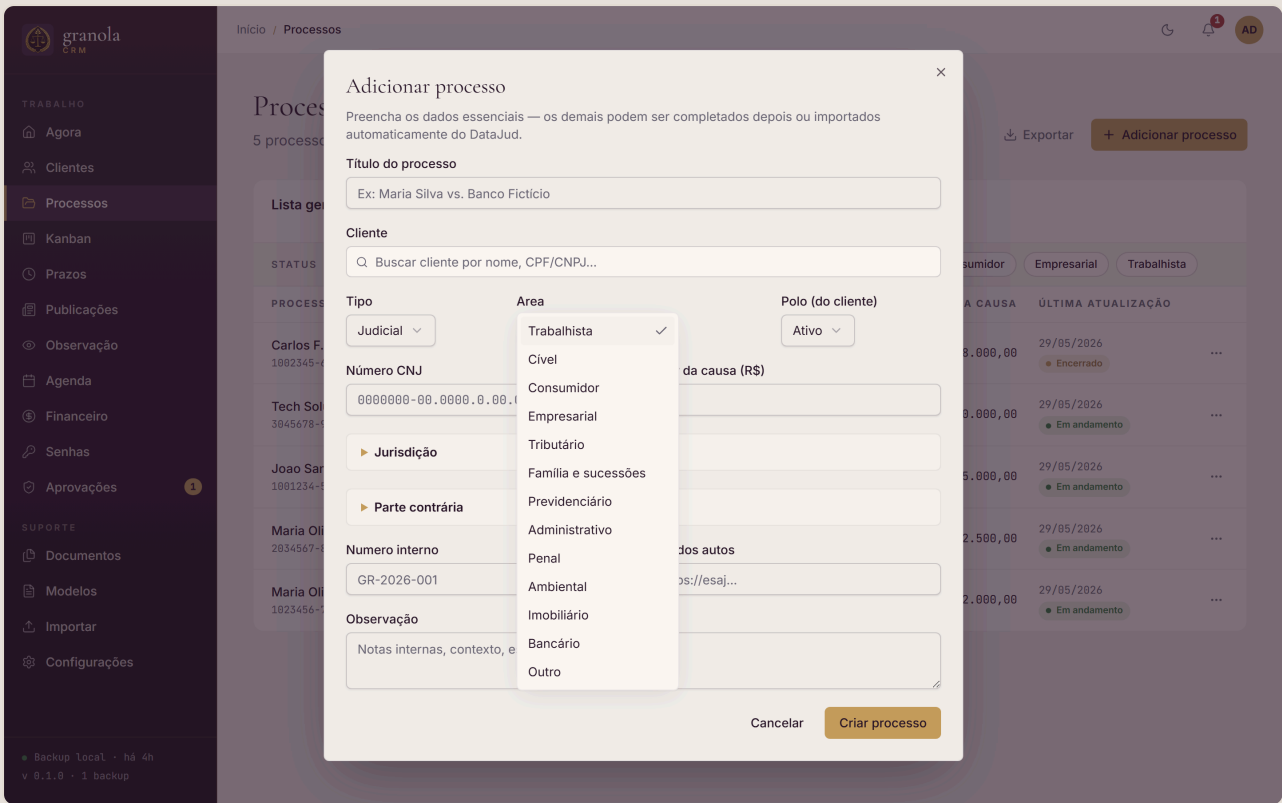 granola
CRM
TRABALHO
Agora
Clientes
Processos
Kanban
Prazos
Publicações
Observação
Agenda
Financeiro
Senhas
Aprovações 1
SUPORTE
Documentos
Modelos
Importar
Configurações
Backup local · há 4h
v 0.1.0 · 1 backup
Início / Processos
1
AD
5
Exportar
+ Adicionar processo
Lista
STATUS
Empresarial
Trabalhista
CAUSA
ÚLTIMA ATUALIZAÇÃO
Carlos F.
29/05/2026
Encerrado
Tech
29/05/2026
Em andamento
Joao
29/05/2026
Em andamento
Maria
29/05/2026
Em andamento
Maria
29/05/2026
Em andamento
Adicionar processo
Preencha os dados essenciais — os demais podem ser completados depois ou importados
automaticamente do DataJud.
Título do processo
Ex: Maria Silva vs. Banco Fictício
Cliente
Buscar cliente por nome, CPF/CNPJ...
Tipo
Judicial
Area
Polo (do cliente)
Ativo
Trabalhista
Cível
Consumidor
Empresarial
Tributário
Família e sucessões
Previdenciário
Administrativo
Penal
Ambiental
Imobiliário
Bancário
Outro
Número CNJ
0000000-00.0000.0.00.
da causa (R$)
Jurisdição
Parte contrária
Numero interno
GR-2026-001
dos autos
Observação
Notas internas, contexto,
Cancelar
Criar processo